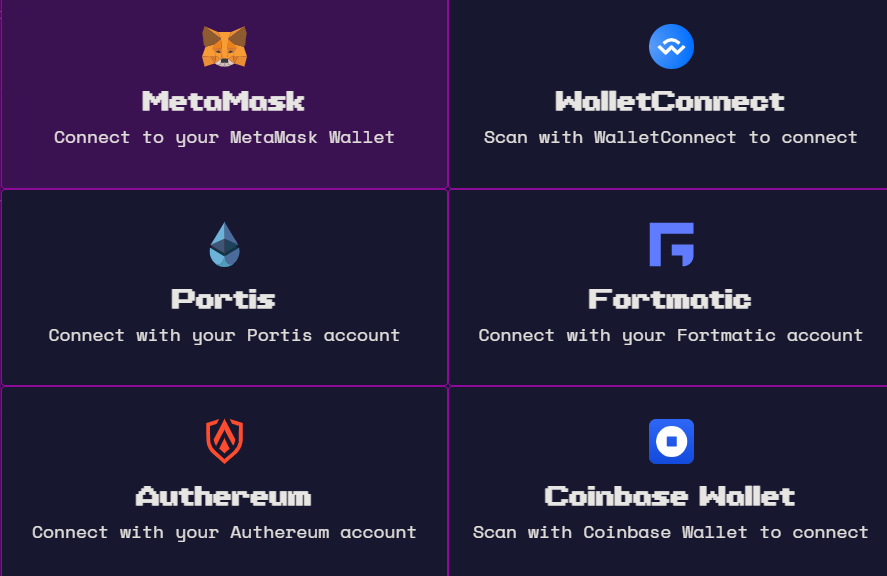 MetaMask
Connect to your MetaMask Wallet
WalletConnect
Scan with WalletConnect to connect
Portis
Connect with your Portis account
Fortmatic
Connect with your Fortmatic account
Authereum
Connect with your Authereum account
Coinbase Wallet
Scan with Coinbase Wallet to connect